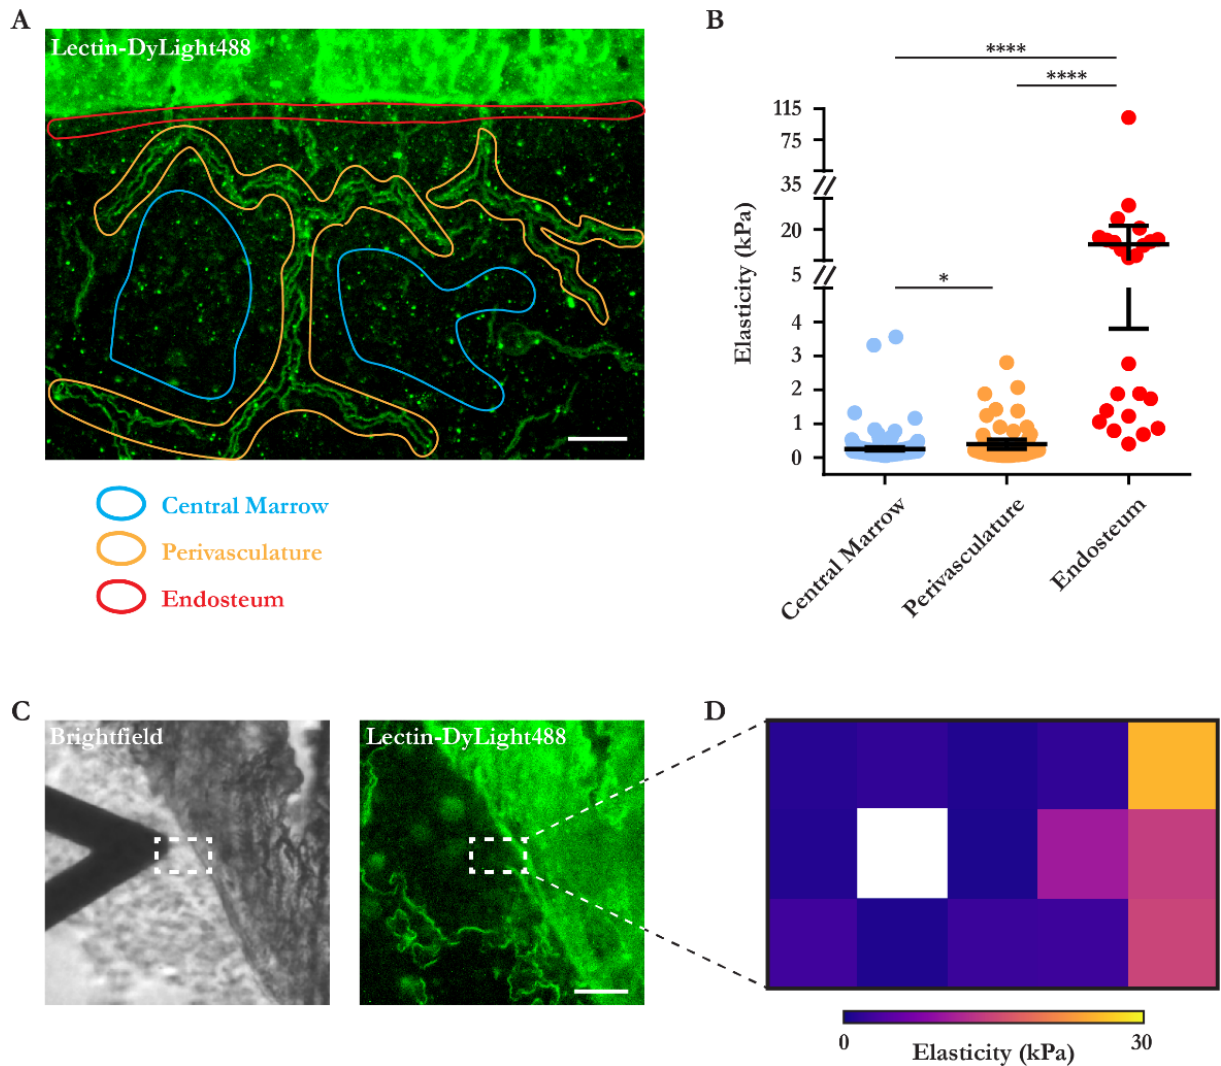 A
B
Lectin-DyLight488
****
****
115
75
35
20
5
*
4
3
2
1
0
Elasticity (kPa)
Central Marrow
Perivasculature
Endosteum
Central Marrow
Perivasculature
Endosteum
C
D
Brightfield
Lectin-DyLight488
0
30
Elasticity (kPa)